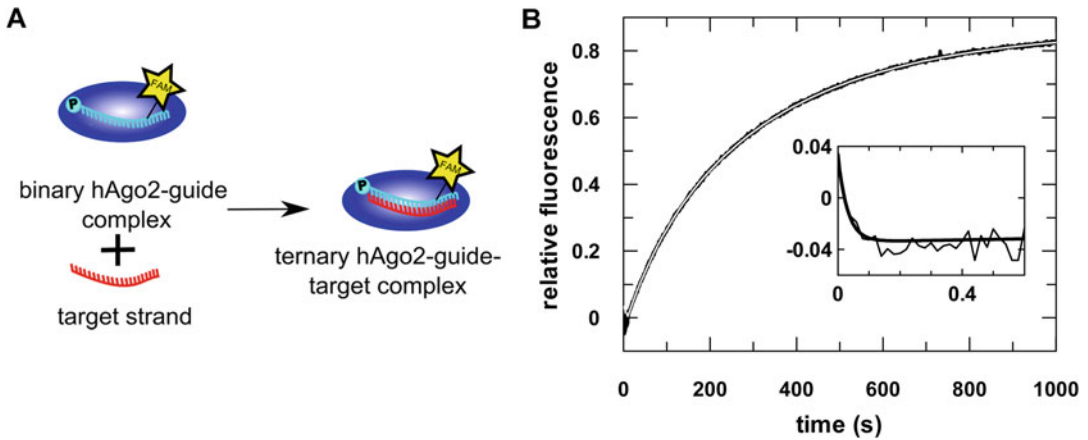 A
FAM
P
binary hAgo2-guide
complex
+
target strand
FAM
P
ternary hAgo2-guide-
target complex
B
relative fluorescence
0.8
0.6
0.4
0.2
0
0.04
0
-0.04
0
0.4
0
200
400
600
800
1000
time (s)